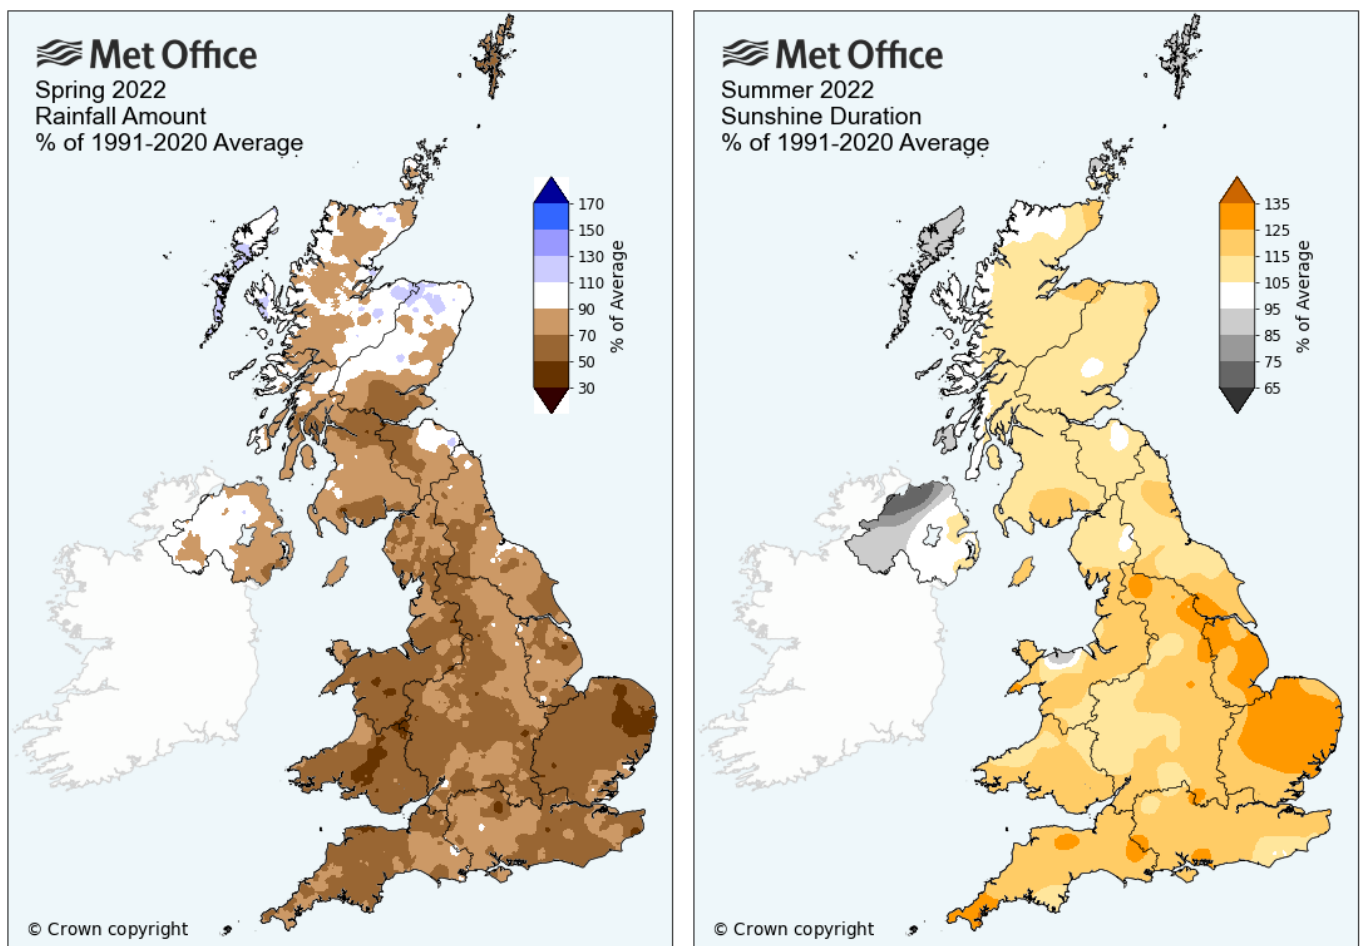 Met Office
Spring 2022
Rainfall Amount
% of 1991-2020 Average
170
150
130
110
90
70
50
30
% of Average
© Crown copyright
Met Office
Summer 2022
Sunshine Duration
% of 1991-2020 Average
135
125
115
105
95
85
75
65
% of Average
© Crown copyright